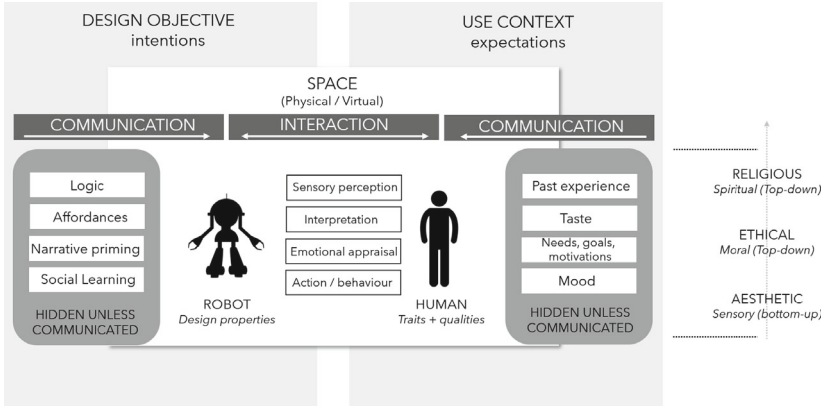 DESIGN OBJECTIVE
intentions
USE CONTEXT
expectations
SPACE
(Physical / Virtual)
COMMUNICATION
INTERACTION
COMMUNICATION
Logic
Affordances
Narrative priming
Social Learning
HIDDEN UNLESS
COMMUNICATED
ROBOT
Design properties
Sensory perception
Interpretation
Emotional appraisal
Action / behaviour
HUMAN
Traits + qualities
Past experience
Taste
Needs, goals,
motivations
Mood
HIDDEN UNLESS
COMMUNICATED
RELIGIOUS
Spiritual (Top-down)
ETHICAL
Moral (Top-down)
AESTHETIC
Sensory (bottom-up)